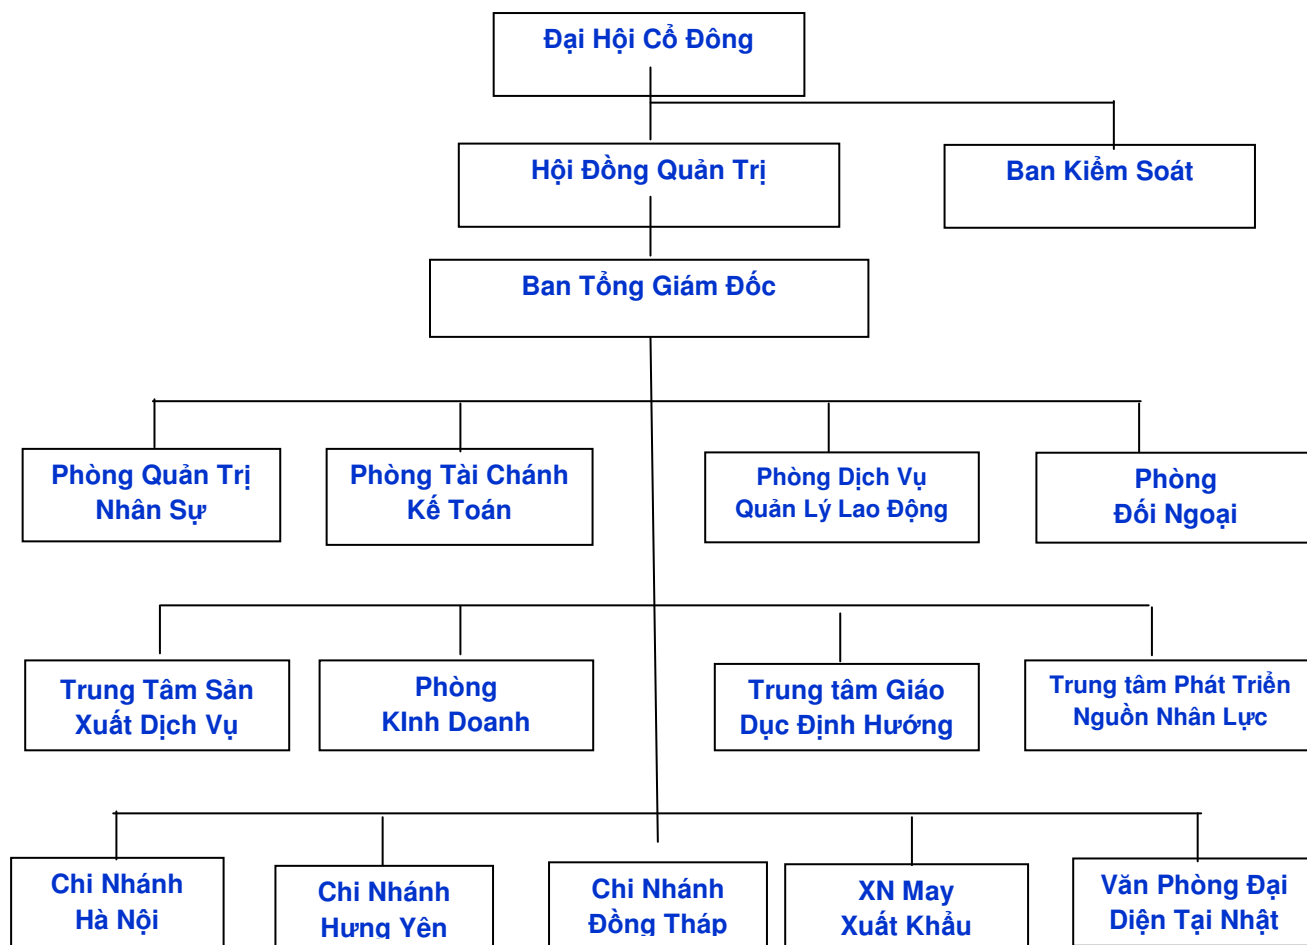 Đại Hội Cổ Đông
Hội Đồng Quản Trị
Ban Kiểm Soát
Ban Tổng Giám Đốc
Phòng Quản Trị
Nhân Sự
Phòng Tài Chánh
Kế Toán
Phòng Dịch Vụ
Quản Lý Lao Động
Phòng
Đối Ngoại
Trung Tâm Sản
Xuất Dịch Vụ
Phòng
KInh Doanh
Trung tâm Giáo
Dục Định Hướng
Trung tâm Phát Triển
Nguồn Nhân Lực
Chi Nhánh
Hà Nội
Chi Nhánh
Hưng Yên
Chi Nhánh
Đồng Tháp
XN May
Xuất Khẩu
Văn Phòng Đại
Diện Tại Nhật